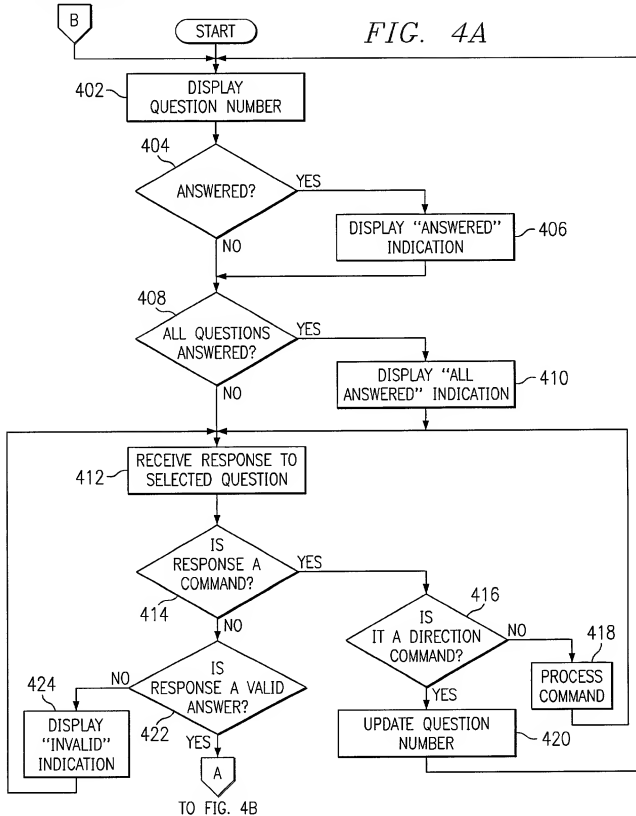 B
START
FIG. 4A
402
DISPLAY
QUESTION NUMBER
404
ANSWERED?
YES
NO
DISPLAY "ANSWERED"
INDICATION
406
408
ALL QUESTIONS
ANSWERED?
YES
NO
DISPLAY "ALL
ANSWERED" INDICATION
410
412
RECEIVE RESPONSE TO
SELECTED QUESTION
IS
RESPONSE A
COMMAND?
YES
414
NO
416
IS
IT A DIRECTION
COMMAND?
NO
YES
418
PROCESS
COMMAND
UPDATE QUESTION
NUMBER
420
IS
RESPONSE A VALID
ANSWER?
NO
422
YES
424
DISPLAY
"INVALID"
INDICATION
A
TO FIG. 4B